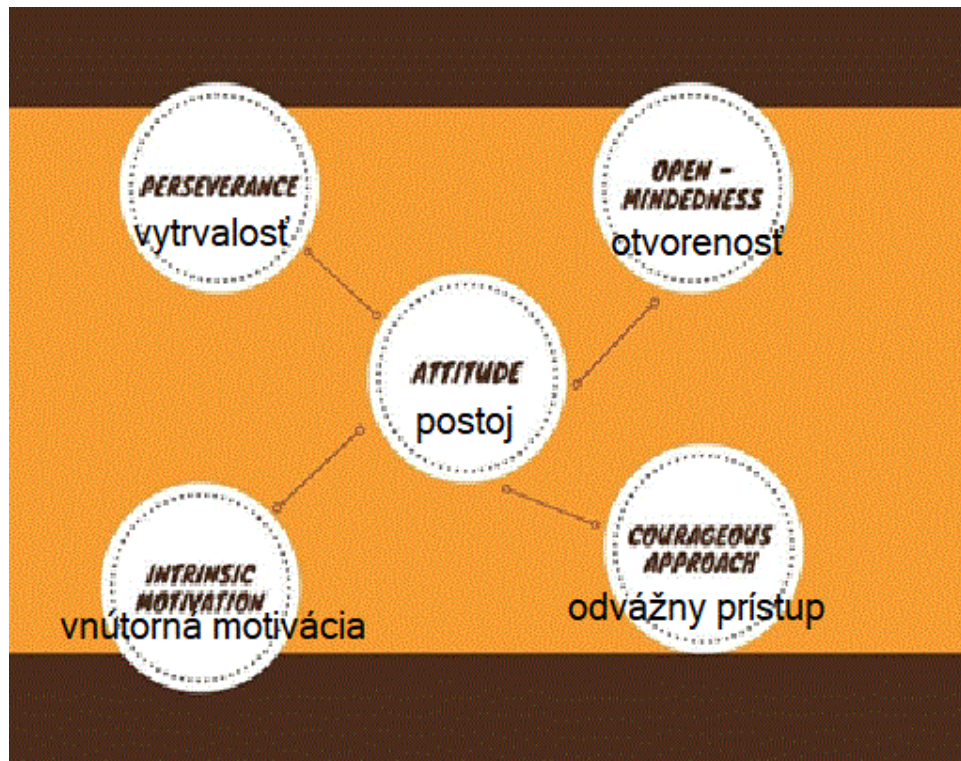 PERSEVERANCE
vytrvalosť
OPEN -
MINDEDNESS
otvorenosť
ATTITUDE
postoj
INTRINSIC
MOTIVATION
vnútorná motivácia
COURAGEOUS
APPROACH
odvážny prístup